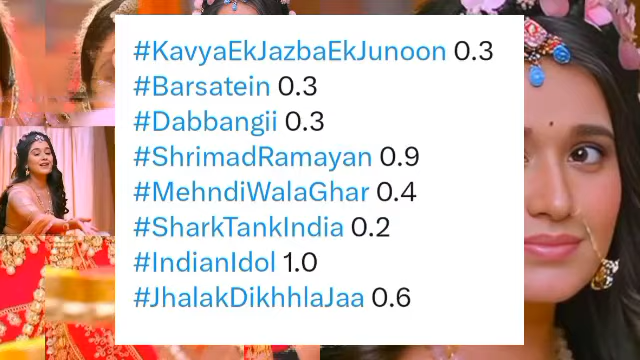 #KavyaEkJazbaEkJunoon 0.3
#Barsatein 0.3
#Dabbangii 0.3
#ShrimadRamayan 0.9
#MehndiWalaGhar 0.4
#SharkTankIndia 0.2
#IndianIdol 1.0
#JhalakDikhhlaJaa 0.6